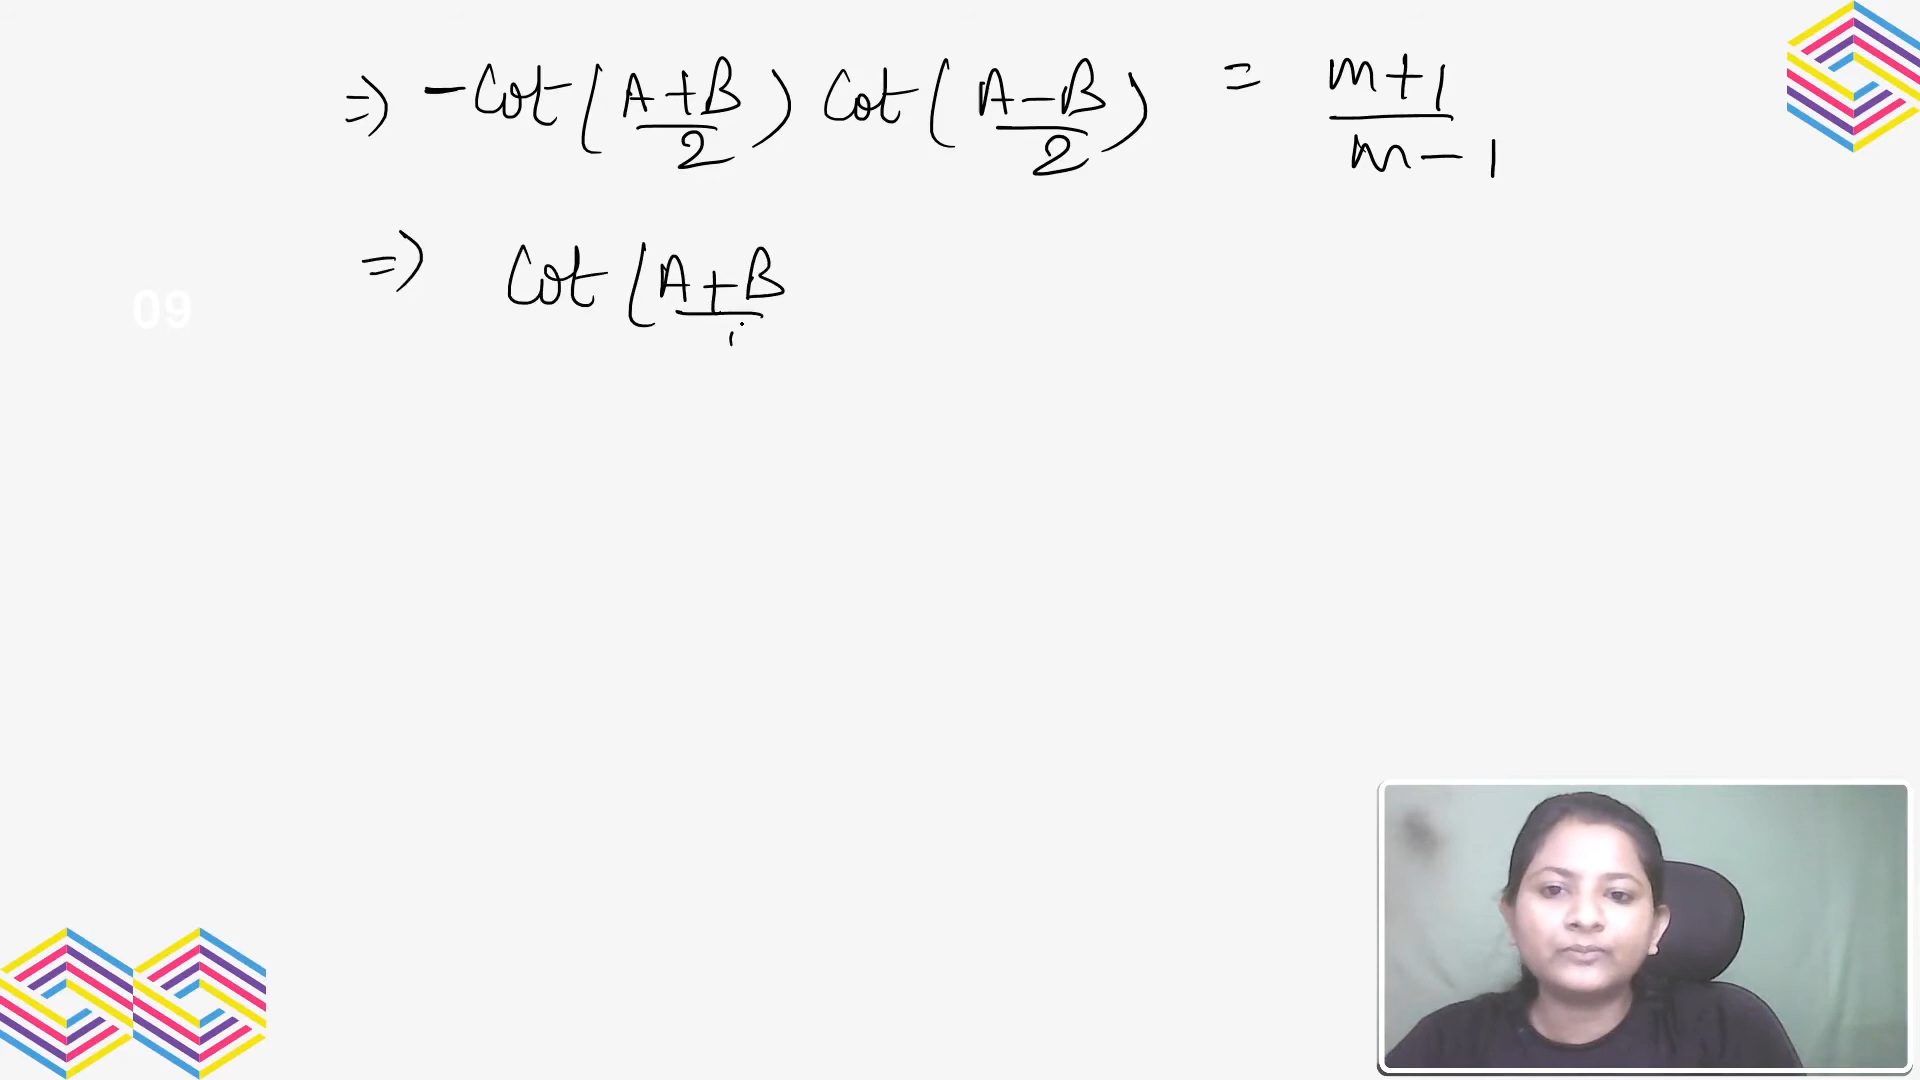 => -Cot(A+B/2) Cot(A-B/2) = m+1/m-1
=> Cot(A+B
09